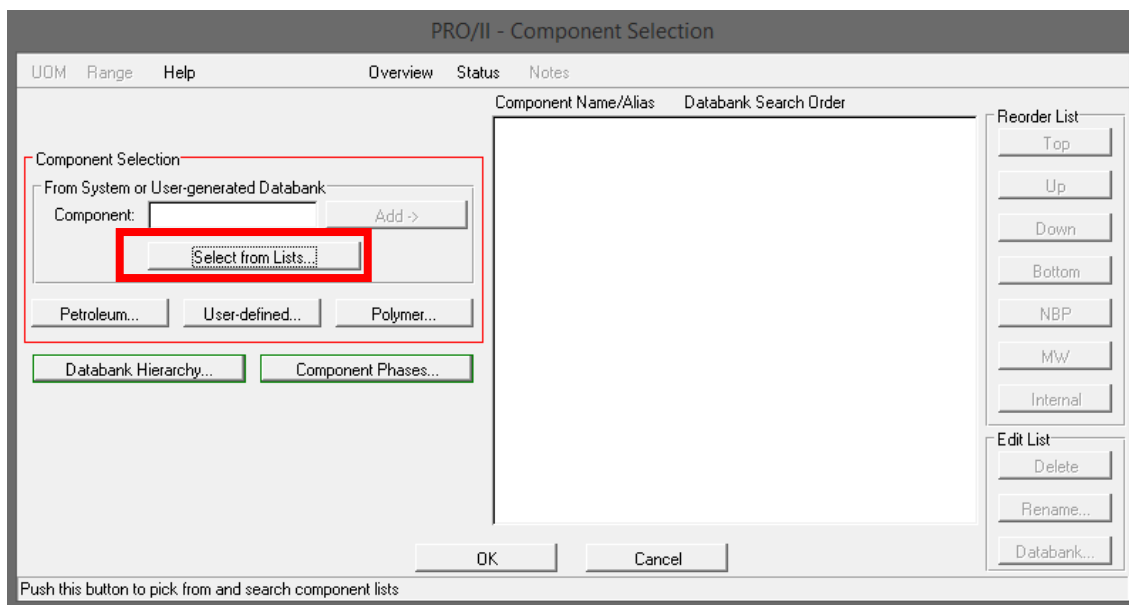 PRO/II - Component Selection
UOM Range Help Overview Status Notes
Component Name/Alias Databank Search Order
Reorder List
Top
Component Selection
From System or User-generated Databank
Up
Component: Add ->
Down
Select from Lists...
Bottom
Petroleum... User-defined... Polymer...
NBP
MW
Databank Hierarchy... Component Phases...
Internal
Edit List
Delete
Rename...
Databank...
OK Cancel
Push this button to pick from and search component lists